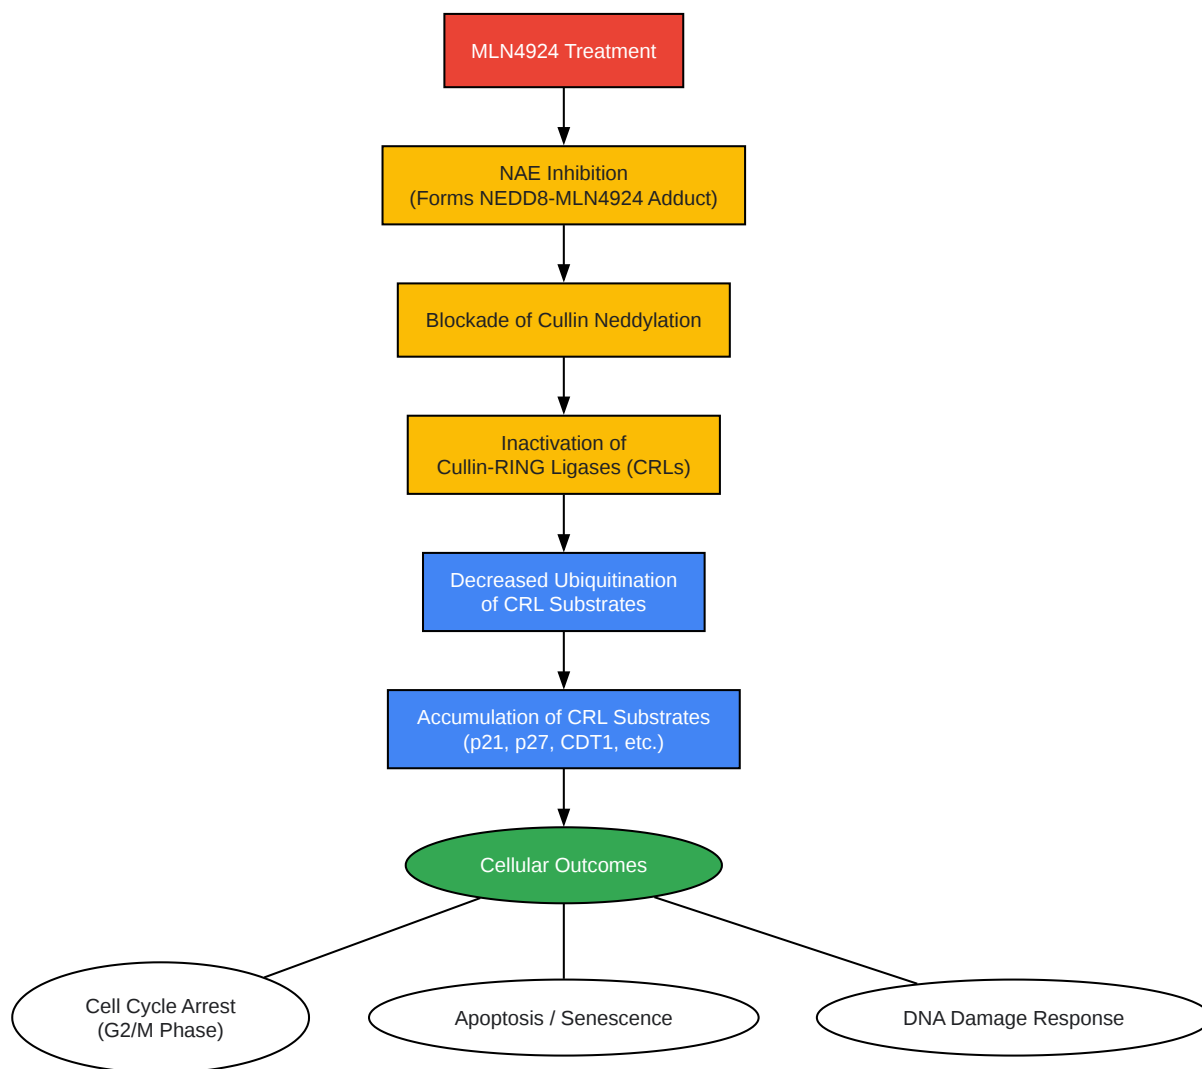 MLN4924 Treatment
NAE Inhibition
(Forms NEDD8-MLN4924 Adduct)
Blockade of Cullin Neddylation
Inactivation of
Cullin-RING Ligases (CRLs)
Decreased Ubiquitination
of CRL Substrates
Accumulation of CRL Substrates
(p21, p27, CDT1, etc.)
Cellular Outcomes
Cell Cycle Arrest
(G2/M Phase)
Apoptosis / Senescence
DNA Damage Response